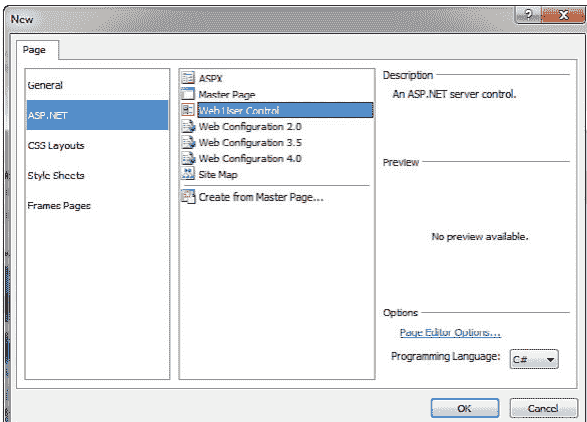 New
Page
General
ASP.NET
CSS Layouts
Style Sheets
Frames Pages
ASPX
Master Page
Web User Control
Web Configuration 2.0
Web Configuration 3.5
Web Configuration 4.0
Site Map
Create from Master Page...
Description
An ASP.NET server control.
Preview
No preview available.
Options
Page Editor Options...
Programming Language: C#
OK Cancel